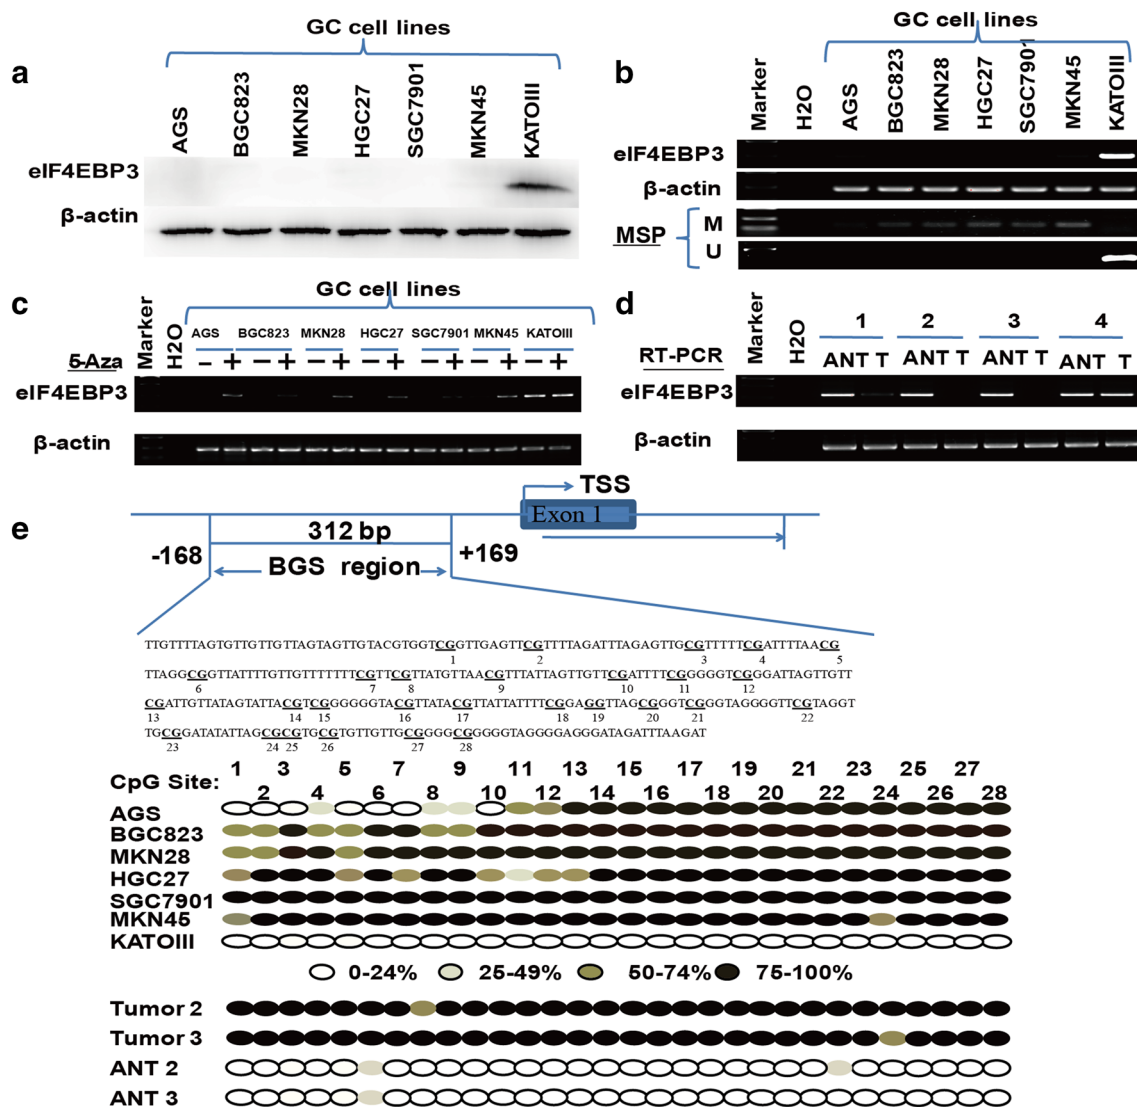 a
GC cell lines
AGS
BGC823
MKN28
HGC27
SGC7901
MKN45
KATOIII
eIF4EBP3
β-actin
b
GC cell lines
Marker
H2O
AGS
BGC823
MKN28
HGC27
SGC7901
MKN45
KATOIII
eIF4EBP3
β-actin
MSP
M
U
c
GC cell lines
Marker
H2O
AGS BGC823 MKN28 HGC27 SGC7901 MKN45 KATOIII
5-Aza − + − + − + − + − + − + − +
eIF4EBP3
β-actin
d
Marker
H2O
1 2 3 4
RT-PCR ANT T ANT T ANT T ANT T
eIF4EBP3
β-actin
e
TSS
Exon 1
312 bp
-168 +169
BGS region
TTGTTTTAGTGTTGTTGTTAGTAGTTGTACGTGGTCGGTTGAGTTCGTTTTAGATTTAGAGTTGCGTTTTTCGATTTTAACG
1 2 3 4 5
TTAGGCGGTTATTTTGTTGTTTTTTTCGTTCGTTATGTTAACGTTTATTAGTTGTTCGATTTTCGGGGGTCGGGATTAGTTGTT
6 7 8 9 10 11 12
CGATTGTTATAGTATTACGTCGGGGGGTACGTTATACGTTATTATTTTCGGAGGTTAGCGGGTCGGGTAGGGGTTCGTAGGT
13 14 15 16 17 18 19 20 21 22
TGCGGATATATTAGCGCGTGCGTGTTGTTGCGGGGCGGGGGGTAGGGGAGGGATAGATTTAAGAT
23 24 25 26 27 28
CpG Site:
1 3 5 7 9 11 13 15 17 19 21 23 25 27
2 4 6 8 10 12 14 16 18 20 22 24 26 28
AGS
BGC823
MKN28
HGC27
SGC7901
MKN45
KATOIII
0-24% 25-49% 50-74% 75-100%
Tumor 2
Tumor 3
ANT 2
ANT 3